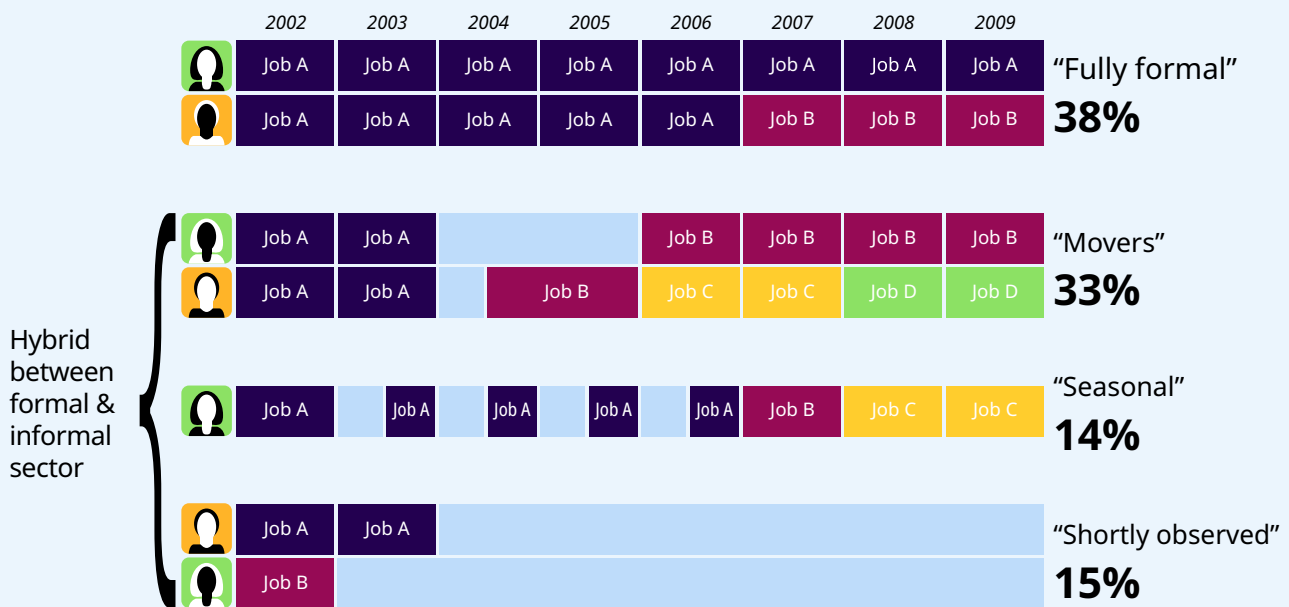 2002 2003 2004 2005 2006 2007 2008 2009
Job A Job A Job A Job A Job A Job A Job A Job A
“Fully formal”
Job A Job A Job A Job A Job A Job B Job B Job B
38%
Job A Job A Job B Job B Job B Job B
“Movers”
Job A Job A Job B Job C Job C Job D Job D
33%
Hybrid
between
formal &
informal
sector
Job A Job A Job A Job A Job A Job B Job C Job C
“Seasonal”
14%
Job A Job A
“Shortly observed”
Job B
15%